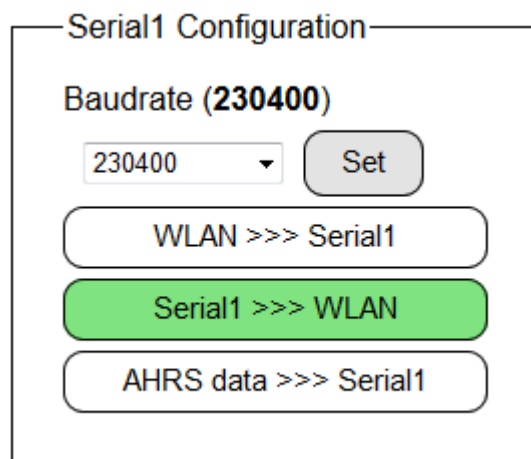 Serial1 Configuration
Baudrate (230400)
230400 Set
WLAN >>> Serial1
Serial1 >>> WLAN
AHRS data >>> Serial1